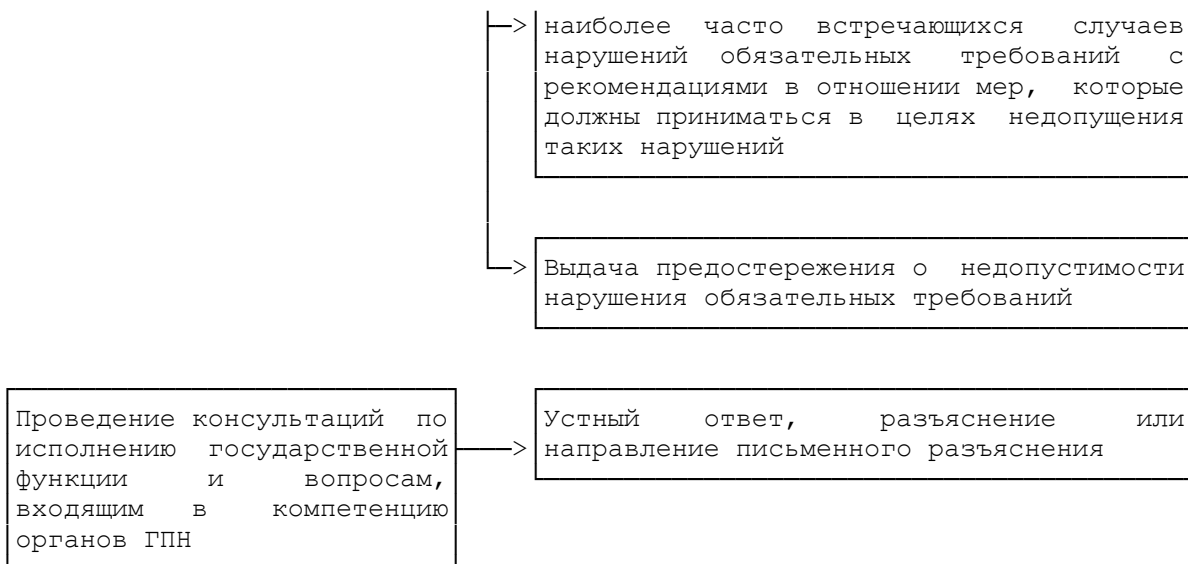 наиболее часто встречающихся случаев
нарушений обязательных требований с
рекомендациями в отношении мер, которые
должны приниматься в целях недопущения
таких нарушений
Выдача предостережения о недопустимости
нарушения обязательных требований
Проведение консультаций по
исполнению государственной
функции и вопросам,
входящим в компетенцию
органов ГПН
Устный ответ, разъяснение или
направление письменного разъяснения